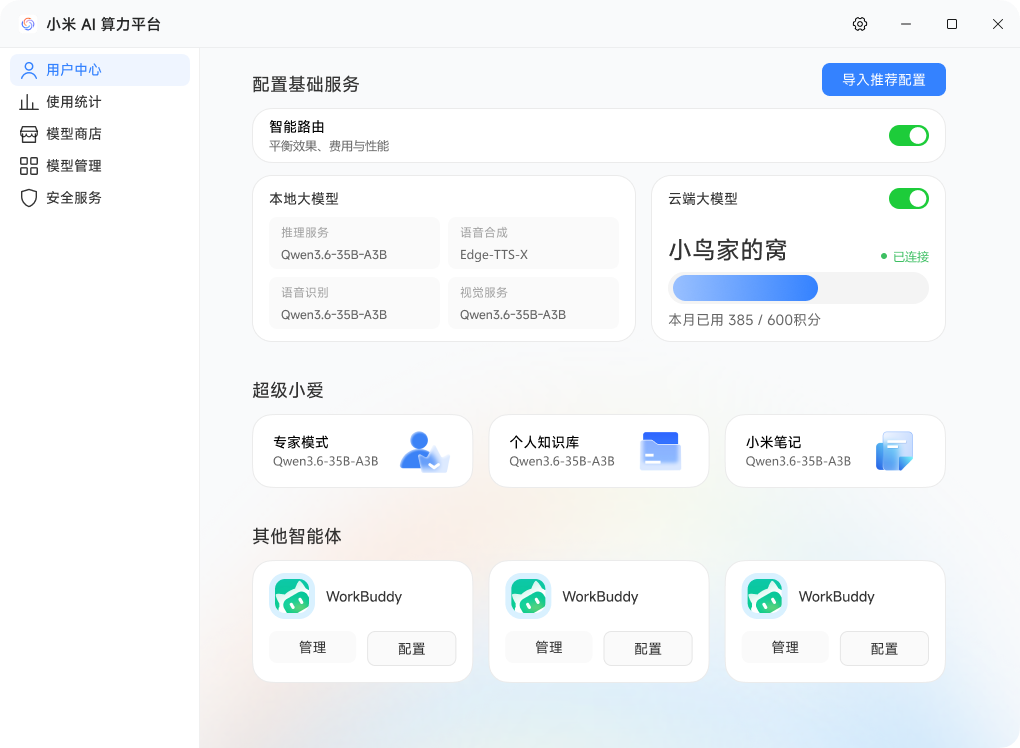 小米 AI 算力平台
用户中心
使用统计
模型商店
模型管理
安全服务
配置基础服务
导入推荐配置
智能路由
平衡效果、费用与性能
本地大模型
推理服务
Qwen3.6-35B-A3B
语音合成
Edge-TTS-X
语音识别
Qwen3.6-35B-A3B
视觉服务
Qwen3.6-35B-A3B
云端大模型
小鸟家的窝
已连接
本月已用 385 / 600积分
超级小爱
专家模式
Qwen3.6-35B-A3B
个人知识库
Qwen3.6-35B-A3B
小米笔记
Qwen3.6-35B-A3B
其他智能体
WorkBuddy
管理
配置
WorkBuddy
管理
配置
WorkBuddy
管理
配置